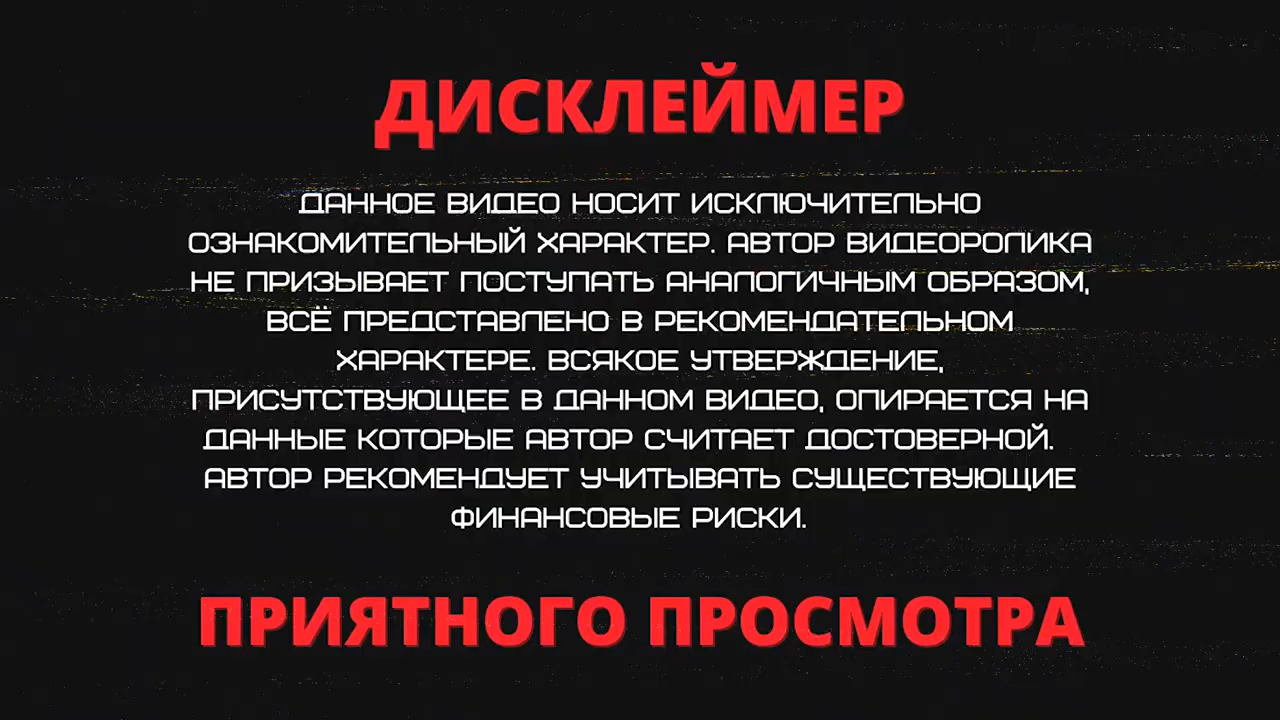 ДИСКЛЕЙМЕР
ДАННОЕ ВИДЕО НОСИТ ИСКЛЮЧИТЕЛЬНО
ОЗНАКОМИТЕЛЬНЫЙ ХАРАКТЕР. АВТОР ВИДЕОРОЛИКА
НЕ ПРИЗЫВАЕТ ПОСТУПАТЬ АНАЛОГИЧНЫМ ОБРАЗОМ,
ВСЁ ПРЕДСТАВЛЕНО В РЕКОМЕНДАТЕЛЬНОМ
ХАРАКТЕРЕ. ВСЯКОЕ УТВЕРЖДЕНИЕ,
ПРИСУТСТВУЮЩЕЕ В ДАННОМ ВИДЕО, ОПИРАЕТСЯ НА
ДАННЫЕ КОТОРЫЕ АВТОР СЧИТАЕТ ДОСТОВЕРНОЙ.
АВТОР РЕКОМЕНДУЕТ УЧИТЫВАТЬ СУЩЕСТВУЮЩИЕ
ФИНАНСОВЫЕ РИСКИ.
ПРИЯТНОГО ПРОСМОТРА